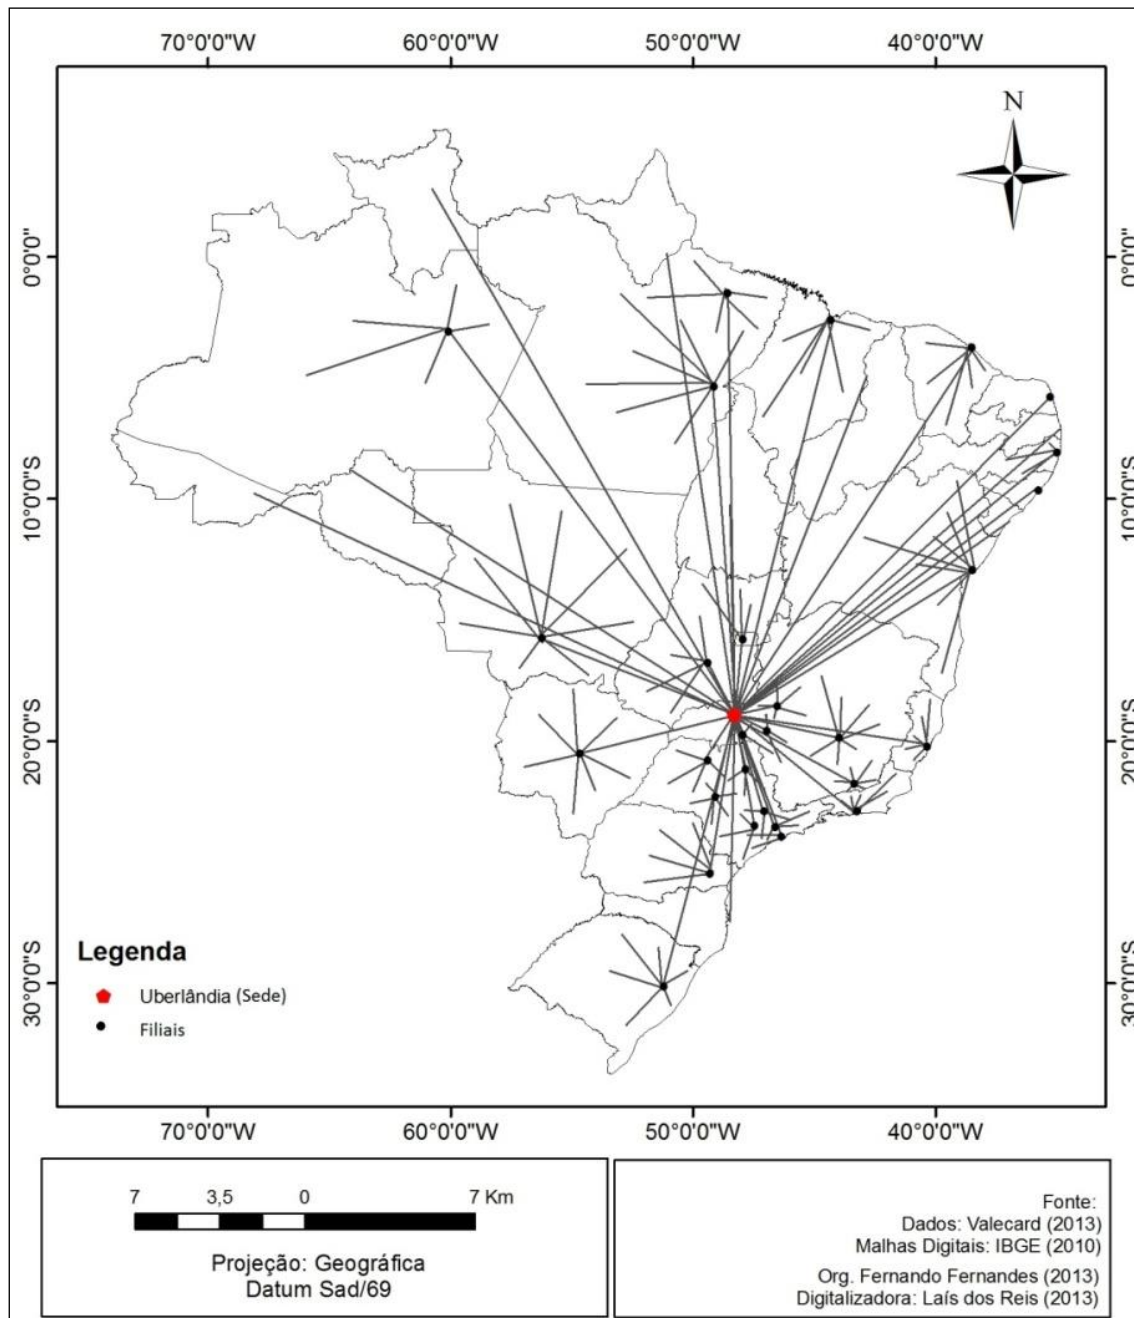 70°0'0"W 60°0'0"W 50°0'0"W 40°0'0"W
N
0°0'0" 0°0'0"
10°0'0"S 10°0'0"S
20°0'0"S 20°0'0"S
30°0'0"S 30°0'0"S
Legenda
Uberlândia (Sede)
Filiais
70°0'0"W 60°0'0"W 50°0'0"W 40°0'0"W
7 3,5 0 7 Km
Projeção: Geográfica
Datum Sad/69
Fonte:
Dados: Valecard (2013)
Malhas Digitais: IBGE (2010)
Org. Fernando Fernandes (2013)
Digitalizadora: Laís dos Reis (2013)